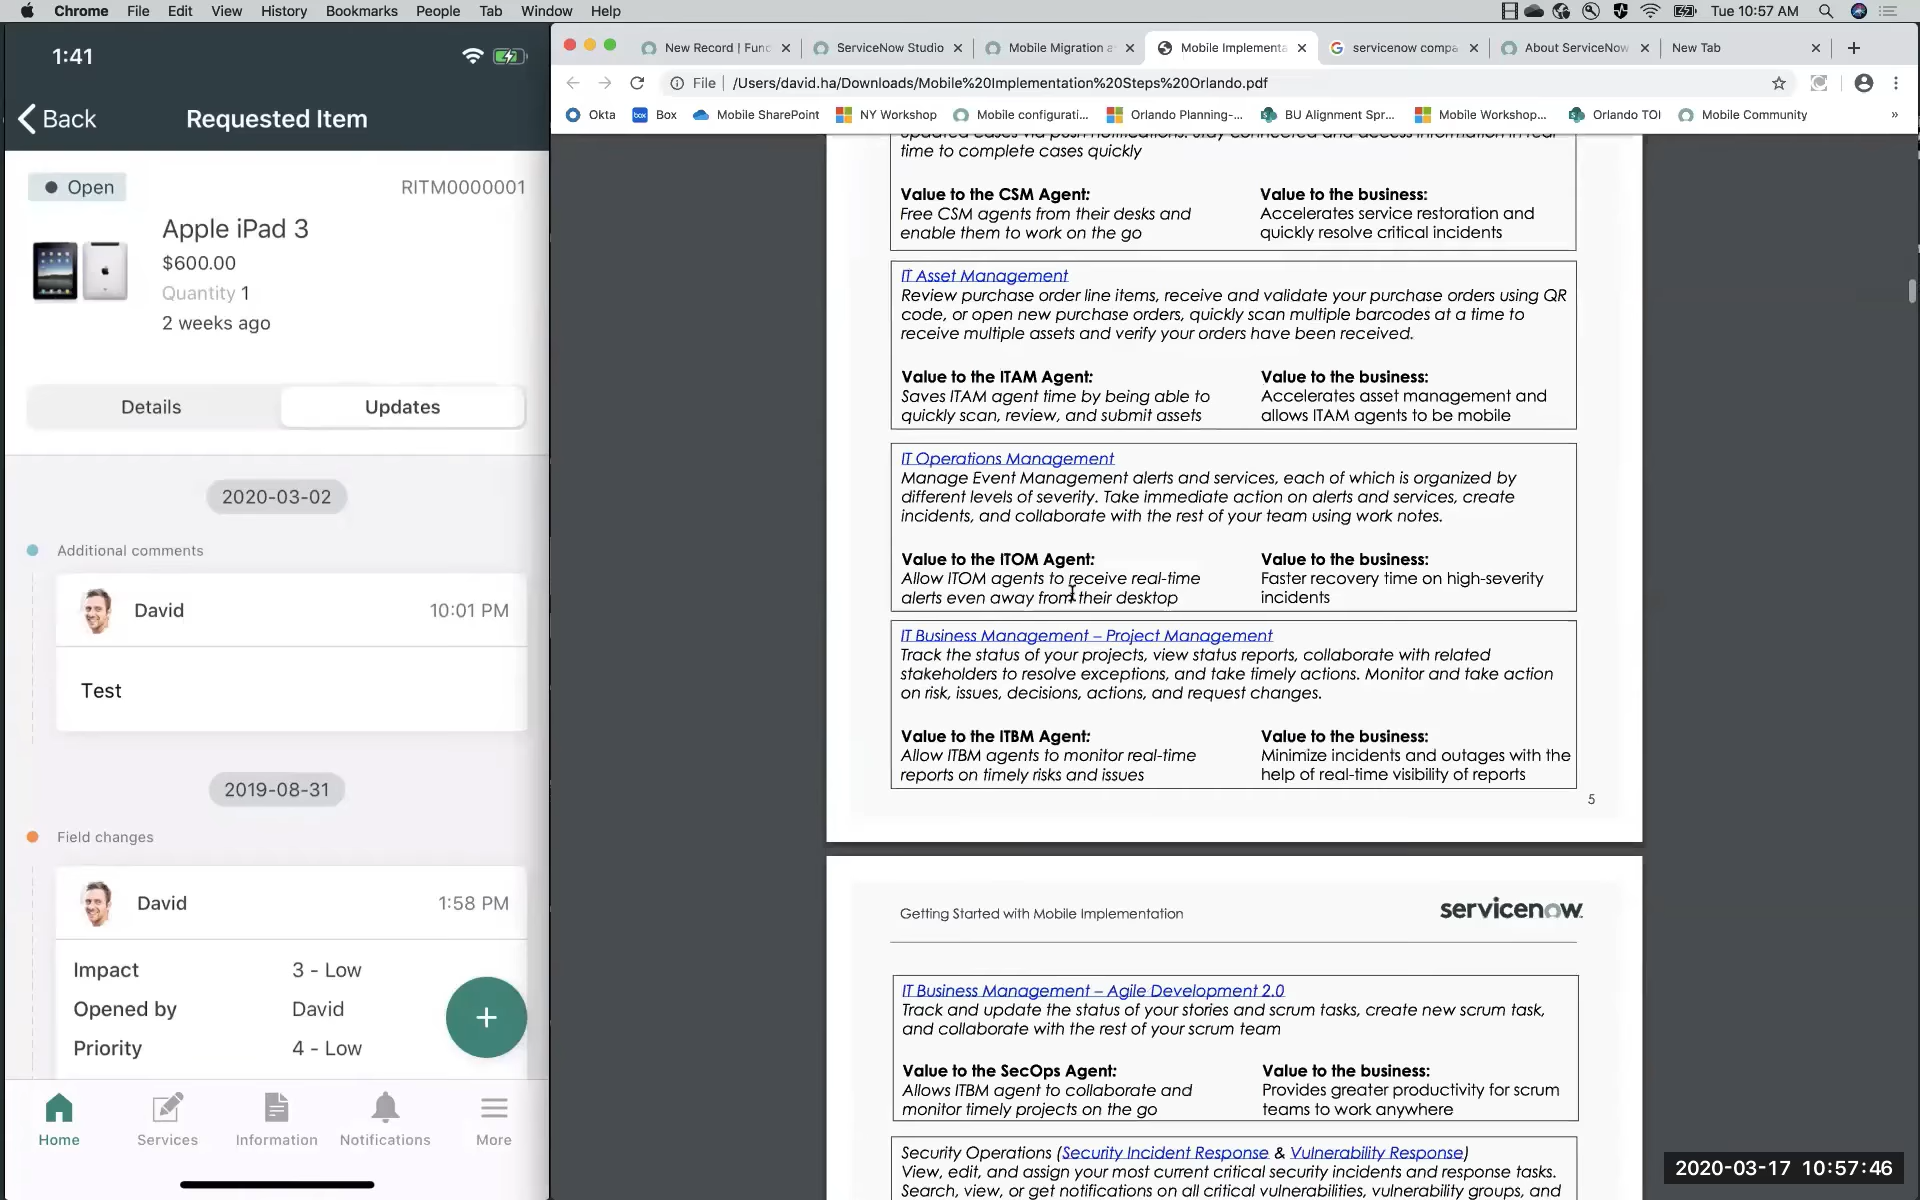 Chrome File Edit View History Bookmarks People Tab Window Help
Tue 10:57 AM
1:41
Back
Requested Item
Open
RITM0000001
Apple iPad 3
$600.00
Quantity 1
2 weeks ago
Details
Updates
2020-03-02
Additional comments
David
10:01 PM
Test
2019-08-31
Field changes
David
1:58 PM
Impact 3 - Low
Opened by David
Priority 4 - Low
+
Home
Services
Information
Notifications
More
New Record | Func
ServiceNow Studio
Mobile Migration a
Mobile Implementa
servicenow compa
About ServiceNow
New Tab
File /Users/david.ha/Downloads/Mobile%20Implementation%20Steps%20Orlando.pdf
Okta
box Box
Mobile SharePoint
NY Workshop
Mobile configurati...
Orlando Planning-...
BU Alignment Spr...
Mobile Workshop...
Orlando TOI
Mobile Community
»
updated cases via push notifications. Stay connected and access information in real-
time to complete cases quickly
Value to the CSM Agent:
Free CSM agents from their desks and
enable them to work on the go
Value to the business:
Accelerates service restoration and
quickly resolve critical incidents
IT Asset Management
Review purchase order line items, receive and validate your purchase orders using QR
code, or open new purchase orders, quickly scan multiple barcodes at a time to
receive multiple assets and verify your orders have been received.
Value to the ITAM Agent:
Saves ITAM agent time by being able to
quickly scan, review, and submit assets
Value to the business:
Accelerates asset management and
allows ITAM agents to be mobile
IT Operations Management
Manage Event Management alerts and services, each of which is organized by
different levels of severity. Take immediate action on alerts and services, create
incidents, and collaborate with the rest of your team using work notes.
Value to the ITOM Agent:
Allow ITOM agents to receive real-time
alerts even away from their desktop
Value to the business:
Faster recovery time on high-severity
incidents
IT Business Management – Project Management
Track the status of your projects, view status reports, collaborate with related
stakeholders to resolve exceptions, and take timely actions. Monitor and take action
on risk, issues, decisions, actions, and request changes.
Value to the ITBM Agent:
Allow ITBM agents to monitor real-time
reports on timely risks and issues
Value to the business:
Minimize incidents and outages with the
help of real-time visibility of reports
5
Getting Started with Mobile Implementation
servicenow
IT Business Management – Agile Development 2.0
Track and update the status of your stories and scrum tasks, create new scrum task,
and collaborate with the rest of your scrum team
Value to the SecOps Agent:
Allows ITBM agent to collaborate and
monitor timely projects on the go
Value to the business:
Provides greater productivity for scrum
teams to work anywhere
Security Operations (Security Incident Response & Vulnerability Response)
View, edit, and assign your most current critical security incidents and response tasks.
Search, view, or get notifications on all critical vulnerabilities, vulnerability groups, and
2020-03-17 10:57:46